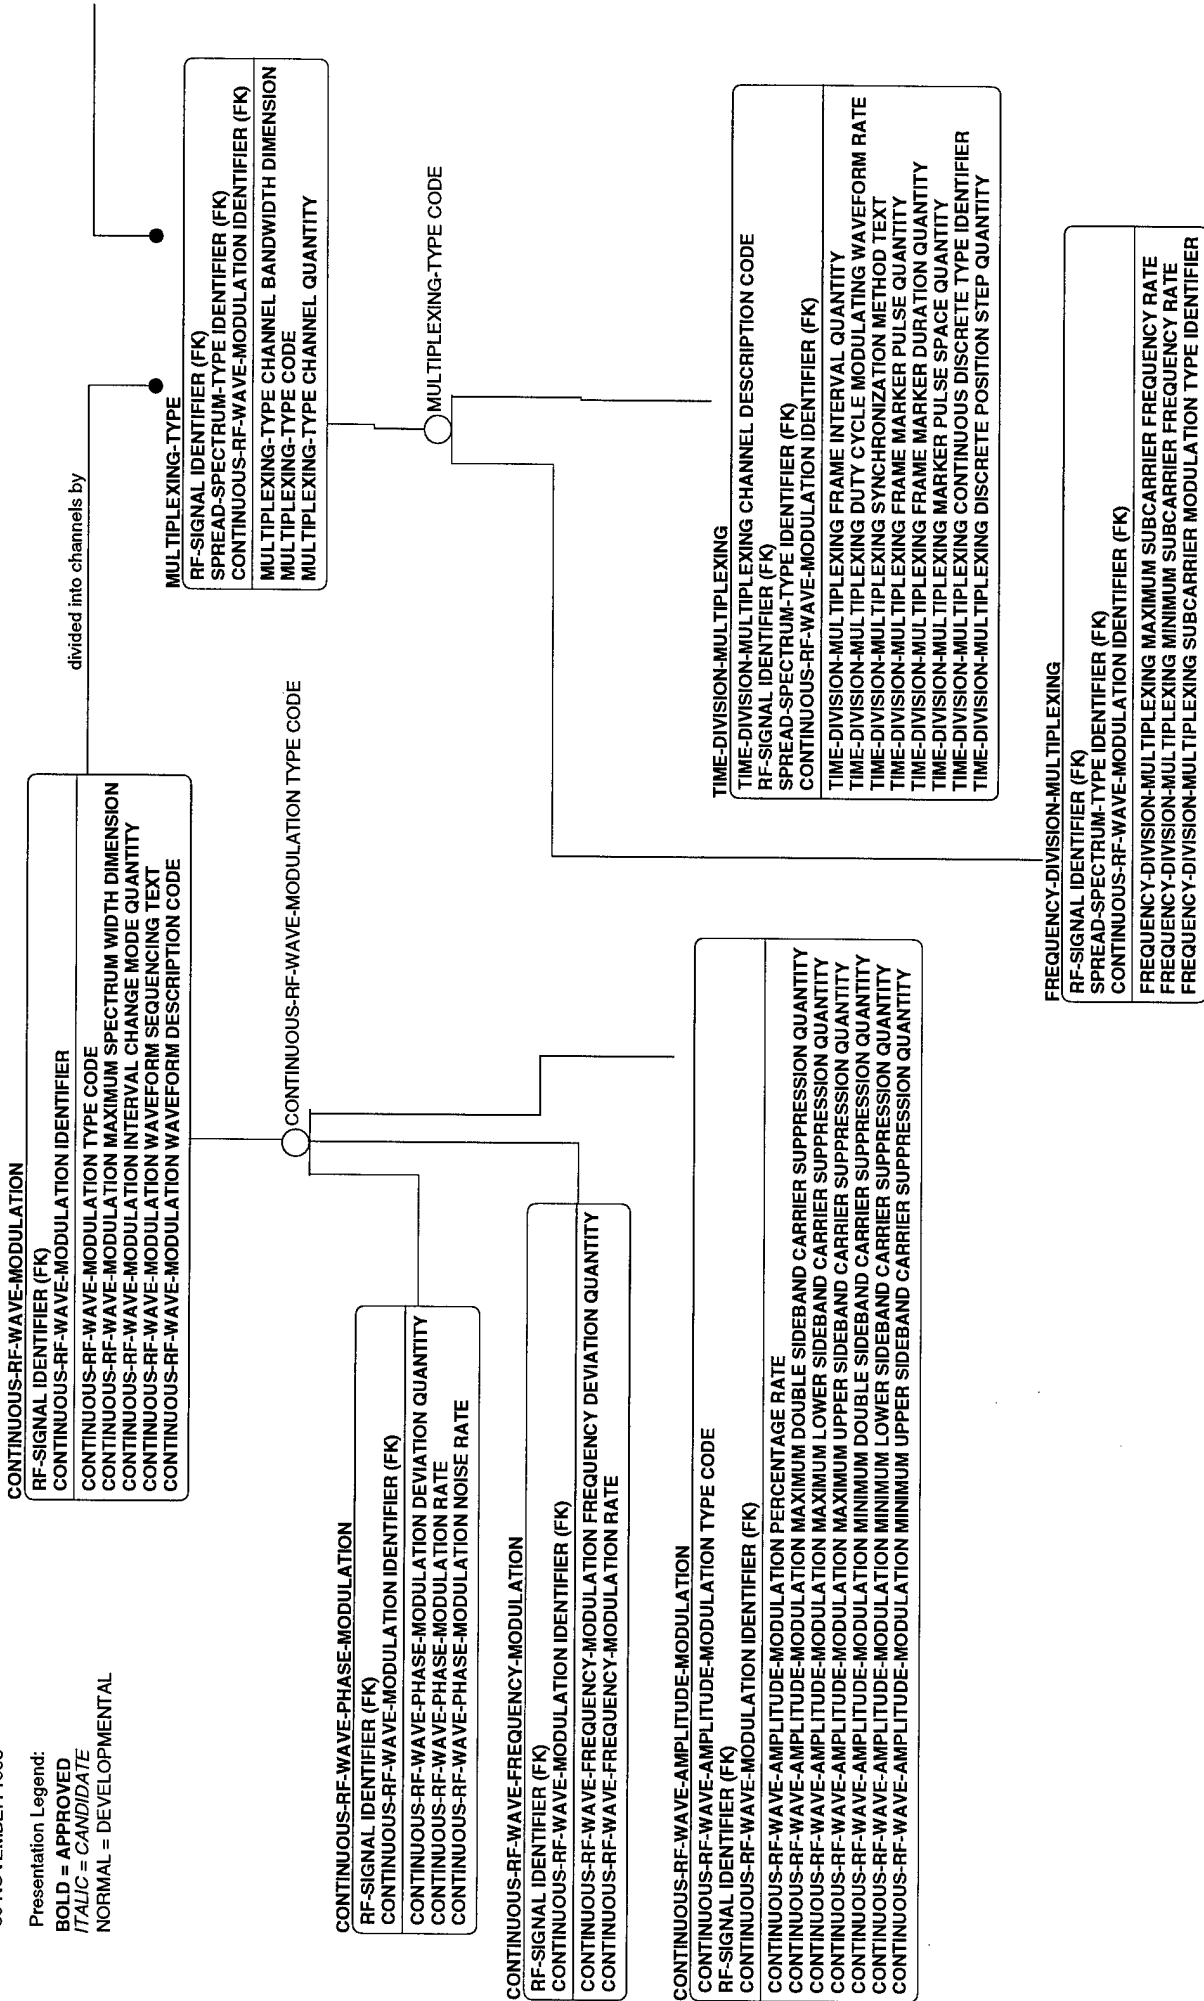 Presentation Legend:
BOLD = APPROVED
ITALIC = CANDIDATE
NORMAL = DEVELOPMENTAL
CONTINUOUS-RF-WAVE-MODULATION
RF-SIGNAL IDENTIFIER (FK)
CONTINUOUS-RF-WAVE-MODULATION IDENTIFIER
CONTINUOUS-RF-WAVE-MODULATION TYPE CODE
CONTINUOUS-RF-WAVE-MODULATION MAXIMUM SPECTRUM WIDTH DIMENSION
CONTINUOUS-RF-WAVE-MODULATION INTERVAL CHANGE MODE QUANTITY
CONTINUOUS-RF-WAVE-MODULATION WAVEFORM SEQUENCING TEXT
CONTINUOUS-RF-WAVE-MODULATION WAVEFORM DESCRIPTION CODE
divided into channels by
MULTIPLEXING-TYPE
RF-SIGNAL IDENTIFIER (FK)
SPREAD-SPECTRUM-TYPE IDENTIFIER (FK)
CONTINUOUS-RF-WAVE-MODULATION IDENTIFIER (FK)
MULTIPLEXING-TYPE CHANNEL BANDWIDTH DIMENSION
MULTIPLEXING-TYPE CODE
MULTIPLEXING-TYPE CHANNEL QUANTITY
CONTINUOUS-RF-WAVE-MODULATION TYPE CODE
MULTIPLEXING-TYPE CODE
CONTINUOUS-RF-WAVE-PHASE-MODULATION
RF-SIGNAL IDENTIFIER (FK)
CONTINUOUS-RF-WAVE-MODULATION IDENTIFIER (FK)
CONTINUOUS-RF-WAVE-PHASE-MODULATION DEVIATION QUANTITY
CONTINUOUS-RF-WAVE-PHASE-MODULATION RATE
CONTINUOUS-RF-WAVE-PHASE-MODULATION NOISE RATE
CONTINUOUS-RF-WAVE-FREQUENCY-MODULATION
RF-SIGNAL IDENTIFIER (FK)
CONTINUOUS-RF-WAVE-MODULATION IDENTIFIER (FK)
CONTINUOUS-RF-WAVE-FREQUENCY-MODULATION FREQUENCY DEVIATION QUANTITY
CONTINUOUS-RF-WAVE-FREQUENCY-MODULATION RATE
CONTINUOUS-RF-WAVE-AMPLITUDE-MODULATION
CONTINUOUS-RF-WAVE-AMPLITUDE-MODULATION TYPE CODE
RF-SIGNAL IDENTIFIER (FK)
CONTINUOUS-RF-WAVE-MODULATION IDENTIFIER (FK)
CONTINUOUS-RF-WAVE-AMPLITUDE-MODULATION PERCENTAGE RATE
CONTINUOUS-RF-WAVE-AMPLITUDE-MODULATION MAXIMUM DOUBLE SIDEBAND CARRIER SUPPRESSION QUANTITY
CONTINUOUS-RF-WAVE-AMPLITUDE-MODULATION MAXIMUM LOWER SIDEBAND CARRIER SUPPRESSION QUANTITY
CONTINUOUS-RF-WAVE-AMPLITUDE-MODULATION MAXIMUM UPPER SIDEBAND CARRIER SUPPRESSION QUANTITY
CONTINUOUS-RF-WAVE-AMPLITUDE-MODULATION MINIMUM DOUBLE SIDEBAND CARRIER SUPPRESSION QUANTITY
CONTINUOUS-RF-WAVE-AMPLITUDE-MODULATION MINIMUM LOWER SIDEBAND CARRIER SUPPRESSION QUANTITY
CONTINUOUS-RF-WAVE-AMPLITUDE-MODULATION MINIMUM UPPER SIDEBAND CARRIER SUPPRESSION QUANTITY
TIME-DIVISION-MULTIPLEXING
TIME-DIVISION-MULTIPLEXING CHANNEL DESCRIPTION CODE
RF-SIGNAL IDENTIFIER (FK)
SPREAD-SPECTRUM-TYPE IDENTIFIER (FK)
CONTINUOUS-RF-WAVE-MODULATION IDENTIFIER (FK)
TIME-DIVISION-MULTIPLEXING FRAME INTERVAL QUANTITY
TIME-DIVISION-MULTIPLEXING DUTY CYCLE MODULATING WAVEFORM RATE
TIME-DIVISION-MULTIPLEXING SYNCHRONIZATION METHOD TEXT
TIME-DIVISION-MULTIPLEXING FRAME MARKER PULSE QUANTITY
TIME-DIVISION-MULTIPLEXING FRAME MARKER DURATION QUANTITY
TIME-DIVISION-MULTIPLEXING MARKER PULSE SPACE QUANTITY
TIME-DIVISION-MULTIPLEXING CONTINUOUS DISCRETE TYPE IDENTIFIER
TIME-DIVISION-MULTIPLEXING DISCRETE POSITION STEP QUANTITY
FREQUENCY-DIVISION-MULTIPLEXING
RF-SIGNAL IDENTIFIER (FK)
SPREAD-SPECTRUM-TYPE IDENTIFIER (FK)
CONTINUOUS-RF-WAVE-MODULATION IDENTIFIER (FK)
FREQUENCY-DIVISION-MULTIPLEXING MAXIMUM SUBCARRIER FREQUENCY RATE
FREQUENCY-DIVISION-MULTIPLEXING MINIMUM SUBCARRIER FREQUENCY RATE
FREQUENCY-DIVISION-MULTIPLEXING SUBCARRIER MODULATION TYPE IDENTIFIER